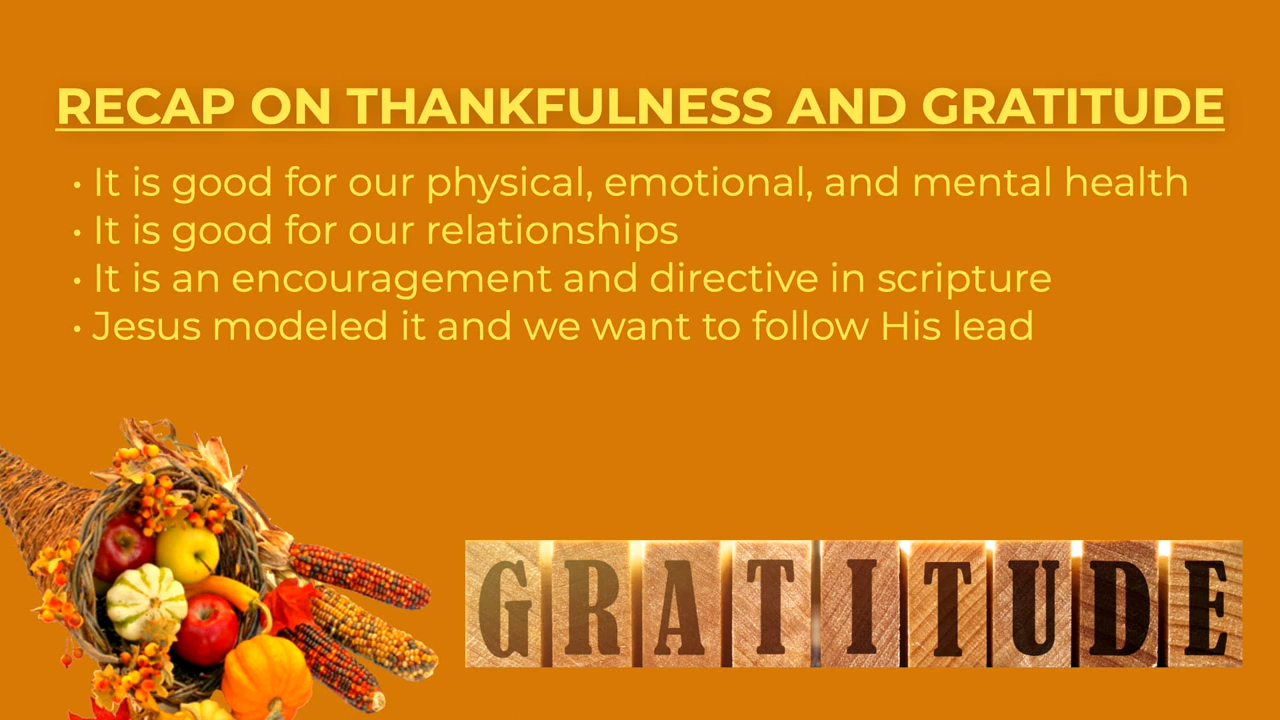 RECAP ON THANKFULNESS AND GRATITUDE
• It is good for our physical, emotional, and mental health
• It is good for our relationships
• It is an encouragement and directive in scripture
• Jesus modeled it and we want to follow His lead
GRATITUDE